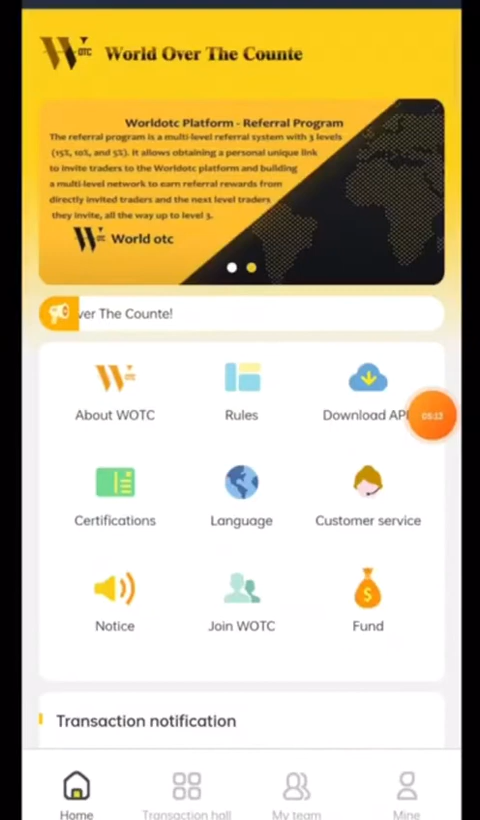 W OTC World Over The Counte
Worldotc Platform - Referral Program
The referral program is a multi-level referral system with 3 levels
(15%, 10%, and 5%). It allows obtaining a personal unique link
to invite traders to the Worldotc platform and building
a multi-level network to earn referral rewards from
directly invited traders and the next level traders
they invite, all the way up to level 3.
World otc
ver The Counte!
About WOTC Rules Download AP
05:13
Certifications Language Customer service
Notice Join WOTC Fund
Transaction notification
Home Transaction hall My team Mine